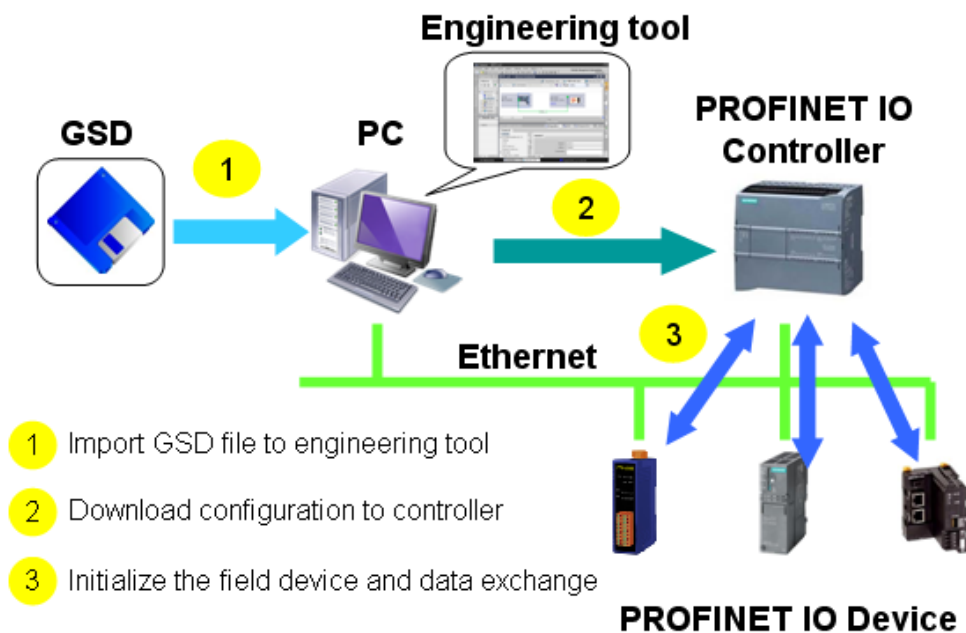 Engineering tool
GSD
PC
PROFINET IO
Controller
1
2
3
Ethernet
1 Import GSD file to engineering tool
2 Download configuration to controller
3 Initialize the field device and data exchange
PROFINET IO Device